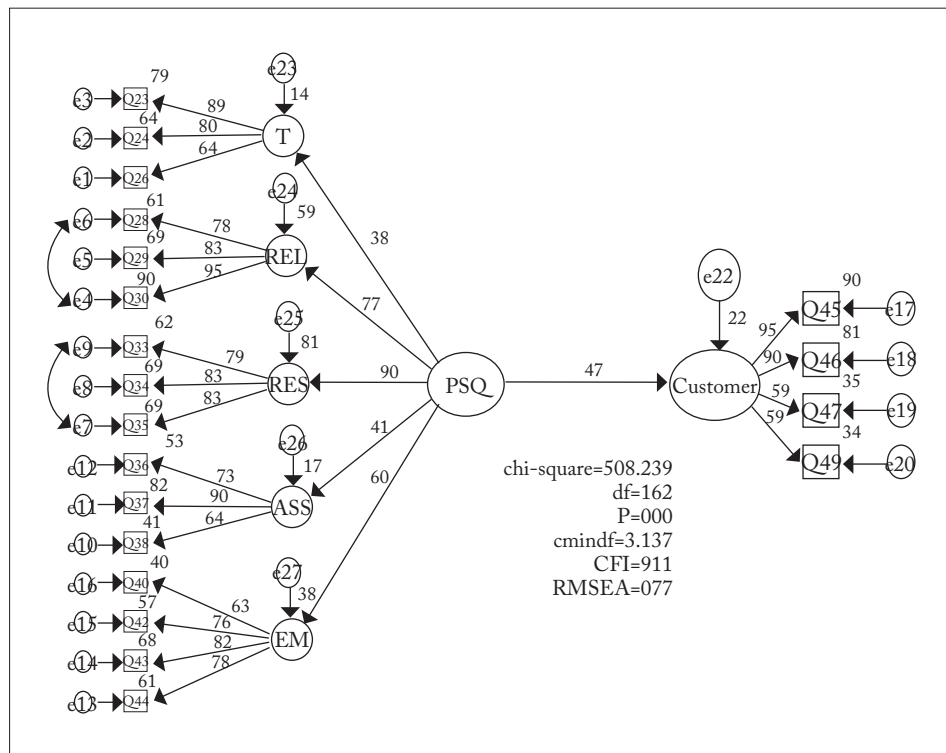 e23
79
14
e3
Q23
89
T
64
e2
Q24
80
64
e1
Q26
e24
61
59
e6
Q28
78
REL
69
e5
Q29
83
90
95
e4
Q30
e25
62
81
e9
Q33
79
RES
69
e8
Q34
83
69
83
e7
Q35
e26
53
17
e12
Q36
73
ASS
82
e11
Q37
90
41
64
e10
Q38
e27
40
38
e16
Q40
63
EM
57
e15
Q42
76
68
82
e14
Q43
61
78
e13
Q44
38
77
90
PSQ
47
41
60
e22
22
Customer
90
95
Q45
e17
81
90
Q46
e18
35
59
Q47
e19
34
59
Q49
e20
chi-square=508.239
df=162
P=000
cmindf=3.137
CFI=911
RMSEA=077